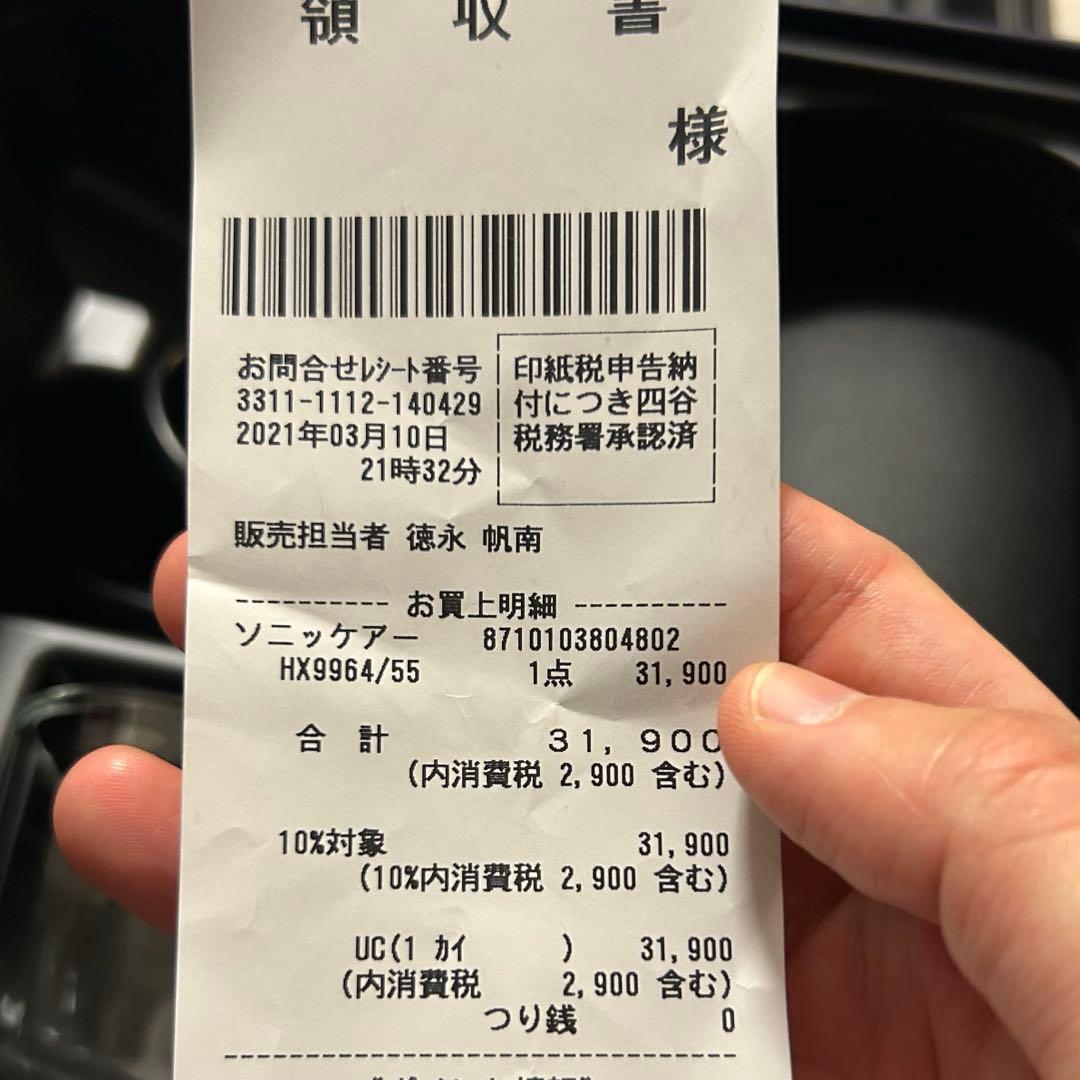 領収書
様
お問合せレシート番号
3311-1112-140429
2021年03月10日
21時32分
印紙税申告納
付につき四谷
税務署承認済
販売担当者 徳永 帆南
---------- お買上明細 ----------
ソニッケアー 8710103804802
HX9964/55 1点 31,900
合 計 31,900
(内消費税 2,900 含む)
10%対象 31,900
(10%内消費税 2,900 含む)
UC(1 カイ ) 31,900
(内消費税 2,900 含む)
つり銭 0